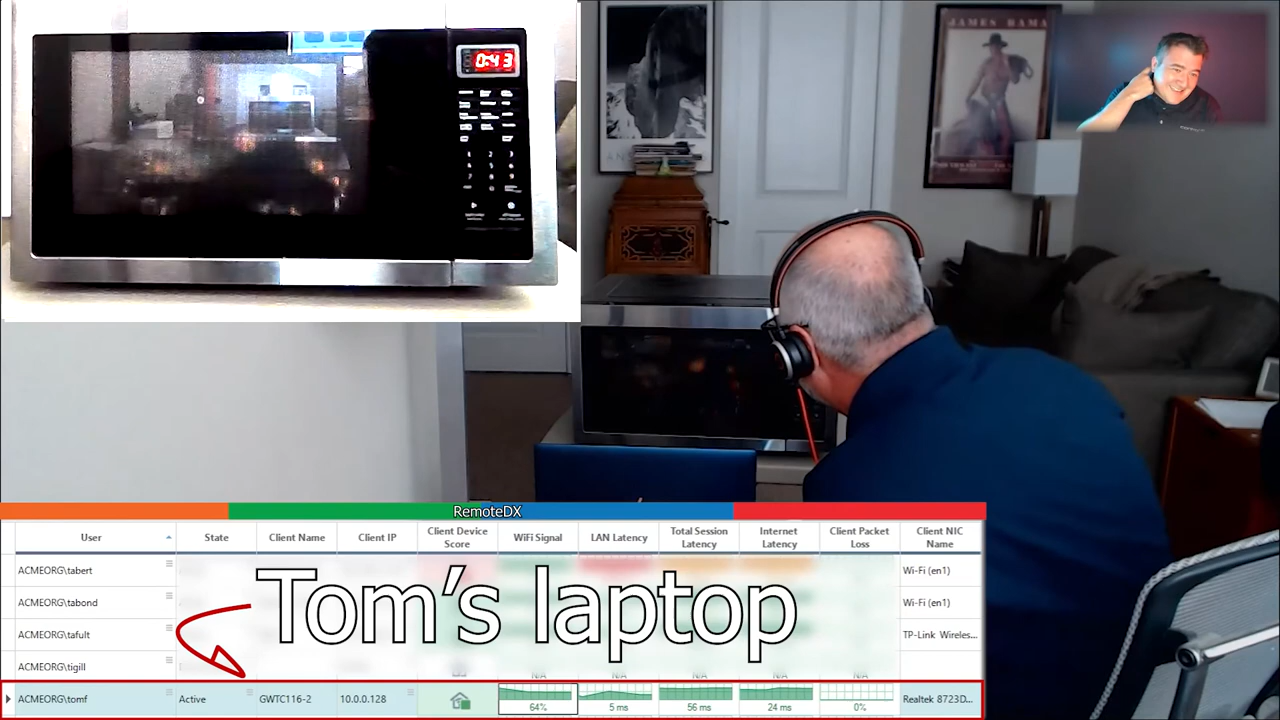 0:43
JAMES BAMA
RemoteDX
User State Client Name Client IP Client Device Score WiFi Signal LAN Latency Total Session Latency Internet Latency Client Packet Loss Client NIC Name
ACMEORG\tabert Wi-Fi (en1)
ACMEORG\tabond Wi-Fi (en1)
Tom's laptop
ACMEORG\tafult TP-Link Wireles...
ACMEORG\tigill
N/A N/A N/A N/A N/A
ACMEORG\tomf Active GWTC116-2 10.0.0.128 64% 5 ms 56 ms 24 ms 0% Realtek 8723D...